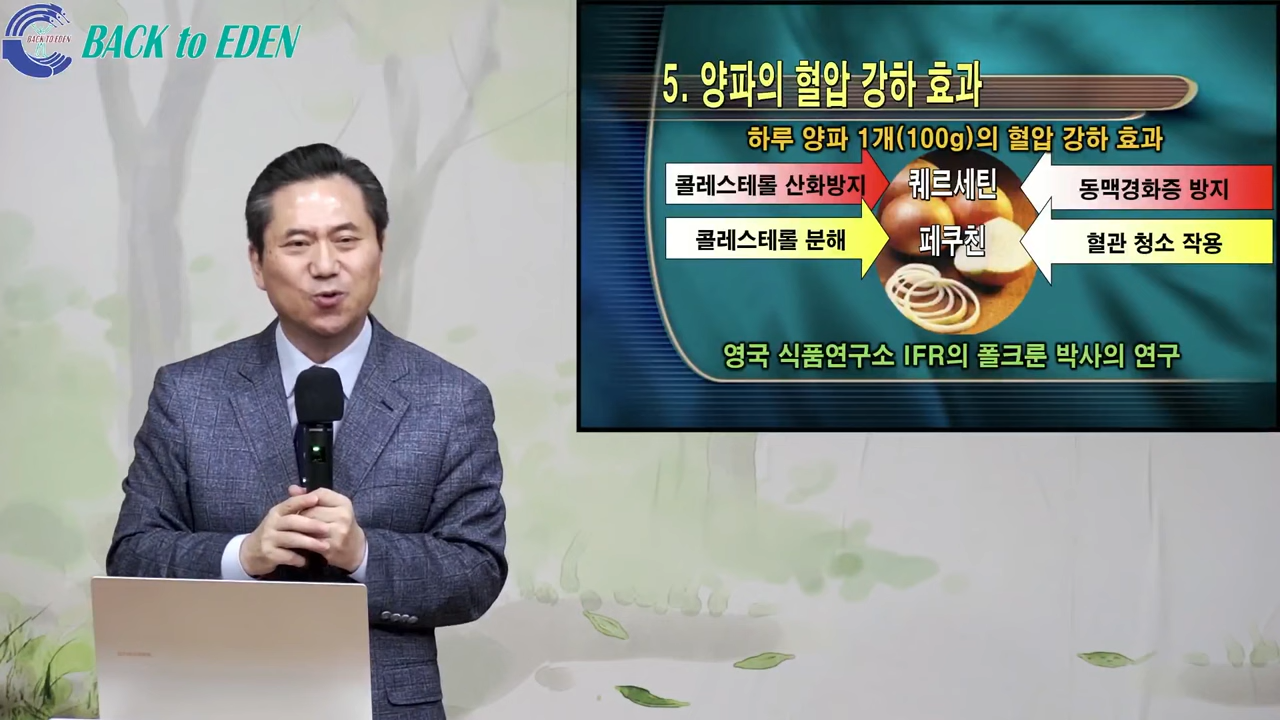 BACK TO EDEN
BACK to EDEN
5. 양파의 혈압 강하 효과
하루 양파 1개(100g)의 혈압 강하 효과
콜레스테롤 산화방지
퀘르세틴
동맥경화증 방지
콜레스테롤 분해
페쿠친
혈관 청소 작용
영국 식품연구소 IFR의 폴크룬 박사의 연구